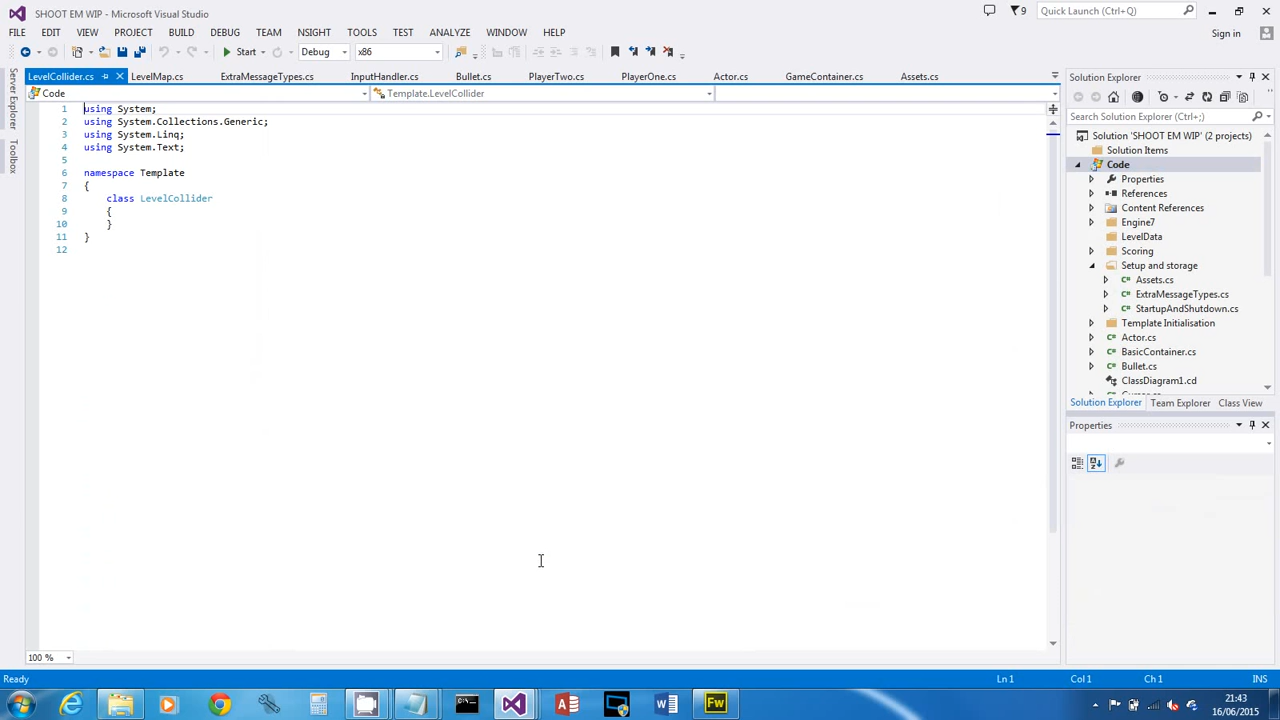 SHOOT EM WIP - Microsoft Visual Studio
9
Quick Launch (Ctrl+Q)
FILE EDIT VIEW PROJECT BUILD DEBUG TEAM NSIGHT TOOLS TEST ANALYZE WINDOW HELP
Sign in
Start Debug x86
LevelCollider.cs LevelMap.cs ExtraMessageTypes.cs InputHandler.cs Bullet.cs PlayerTwo.cs PlayerOne.cs Actor.cs GameContainer.cs Assets.cs
Code Template.LevelCollider
1 using System;
2 using System.Collections.Generic;
3 using System.Linq;
4 using System.Text;
5
6 namespace Template
7 {
8 class LevelCollider
9 {
10 }
11 }
12
100 %
Server Explorer
Toolbox
Solution Explorer
Search Solution Explorer (Ctrl+;)
Solution 'SHOOT EM WIP' (2 projects)
Solution Items
Code
Properties
References
Content References
Engine7
LevelData
Scoring
Setup and storage
Assets.cs
ExtraMessageTypes.cs
StartupAndShutdown.cs
Template Initialisation
Actor.cs
BasicContainer.cs
Bullet.cs
ClassDiagram1.cd
Solution Explorer Team Explorer Class View
Properties
Ready Ln 1 Col 1 Ch 1 INS
21:43
16/06/2015